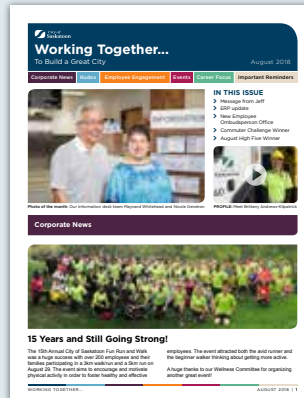 City of
Saskatoon
Working Together...
To Build a Great City
August 2018
Corporate News
Kudos
Employee Engagement
Events
Career Focus
Important Reminders
IN THIS ISSUE
Message from Jeff
ERP update
New Employee
Ombudsperson Office
Commuter Challenge Winner
August High Five Winner
Photo of the month: Our information desk team Maynard Whitehead and Nicole Gendron
PROFILE: Meet Brittany Andrews-Kilpatrick
Corporate News
15 Years and Still Going Strong!
The 15th Annual City of Saskatoon Fun Run and Walk
was a huge success with over 200 employees and their
families participating in a 3km walk/run and a 5km run on
August 29. The event aims to encourage and motivate
physical activity in order to foster healthy and effective
employees. The event attracted both the avid runner and
the beginner walker thinking about getting more active.
A huge thanks to our Wellness Committee for organizing
another great event!
WORKING TOGETHER...
AUGUST 2018 | 1